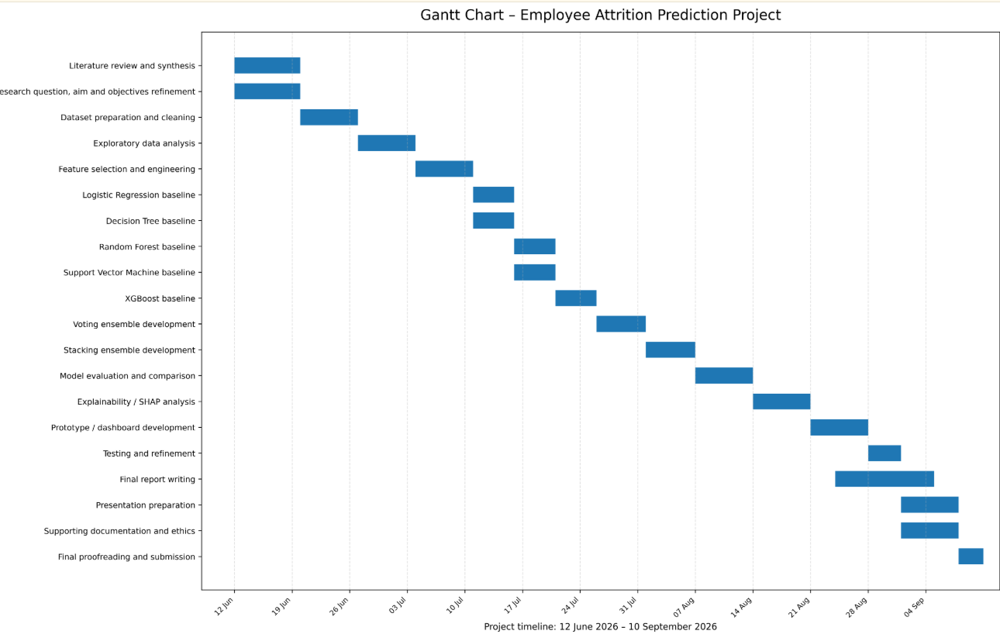 Gantt Chart – Employee Attrition Prediction Project
Literature review and synthesis
esearch question, aim and objectives refinement
Dataset preparation and cleaning
Exploratory data analysis
Feature selection and engineering
Logistic Regression baseline
Decision Tree baseline
Random Forest baseline
Support Vector Machine baseline
XGBoost baseline
Voting ensemble development
Stacking ensemble development
Model evaluation and comparison
Explainability / SHAP analysis
Prototype / dashboard development
Testing and refinement
Final report writing
Presentation preparation
Supporting documentation and ethics
Final proofreading and submission
12 Jun
19 Jun
26 Jun
03 Jul
10 Jul
17 Jul
24 Jul
31 Jul
07 Aug
14 Aug
21 Aug
28 Aug
04 Sep
Project timeline: 12 June 2026 – 10 September 2026